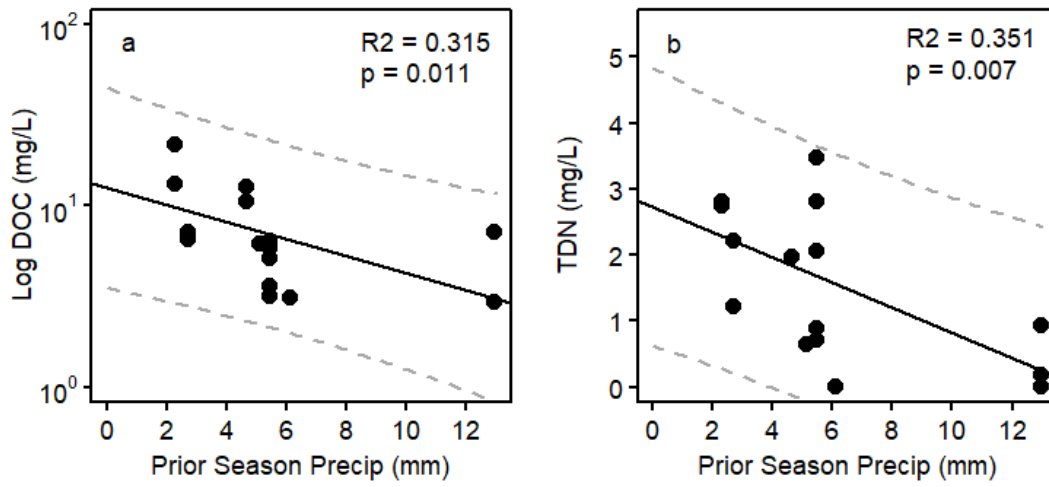 a
R2 = 0.315
p = 0.011
Log DOC (mg/L)
10²
10¹
10⁰
0 2 4 6 8 10 12
Prior Season Precip (mm)
b
R2 = 0.351
p = 0.007
TDN (mg/L)
5
4
3
2
1
0
0 2 4 6 8 10 12
Prior Season Precip (mm)